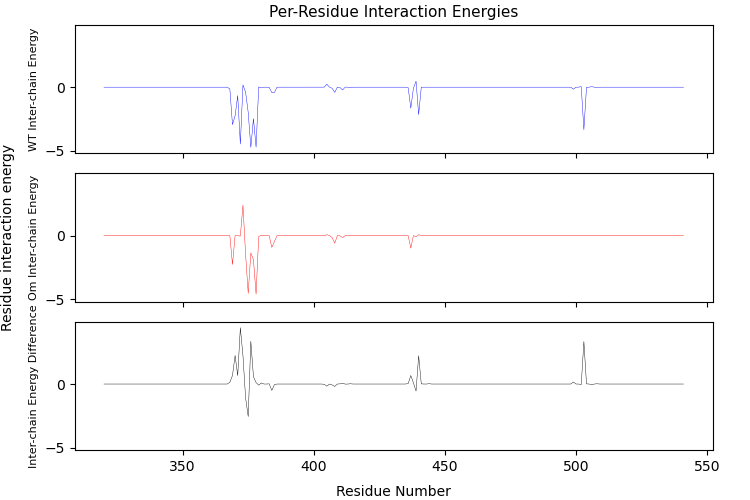 Per-Residue Interaction Energies
Residue interaction energy
WT Inter-chain Energy
0
−5
Om Inter-chain Energy
0
−5
Inter-chain Energy Difference
0
−5
350
400
450
500
550
Residue Number